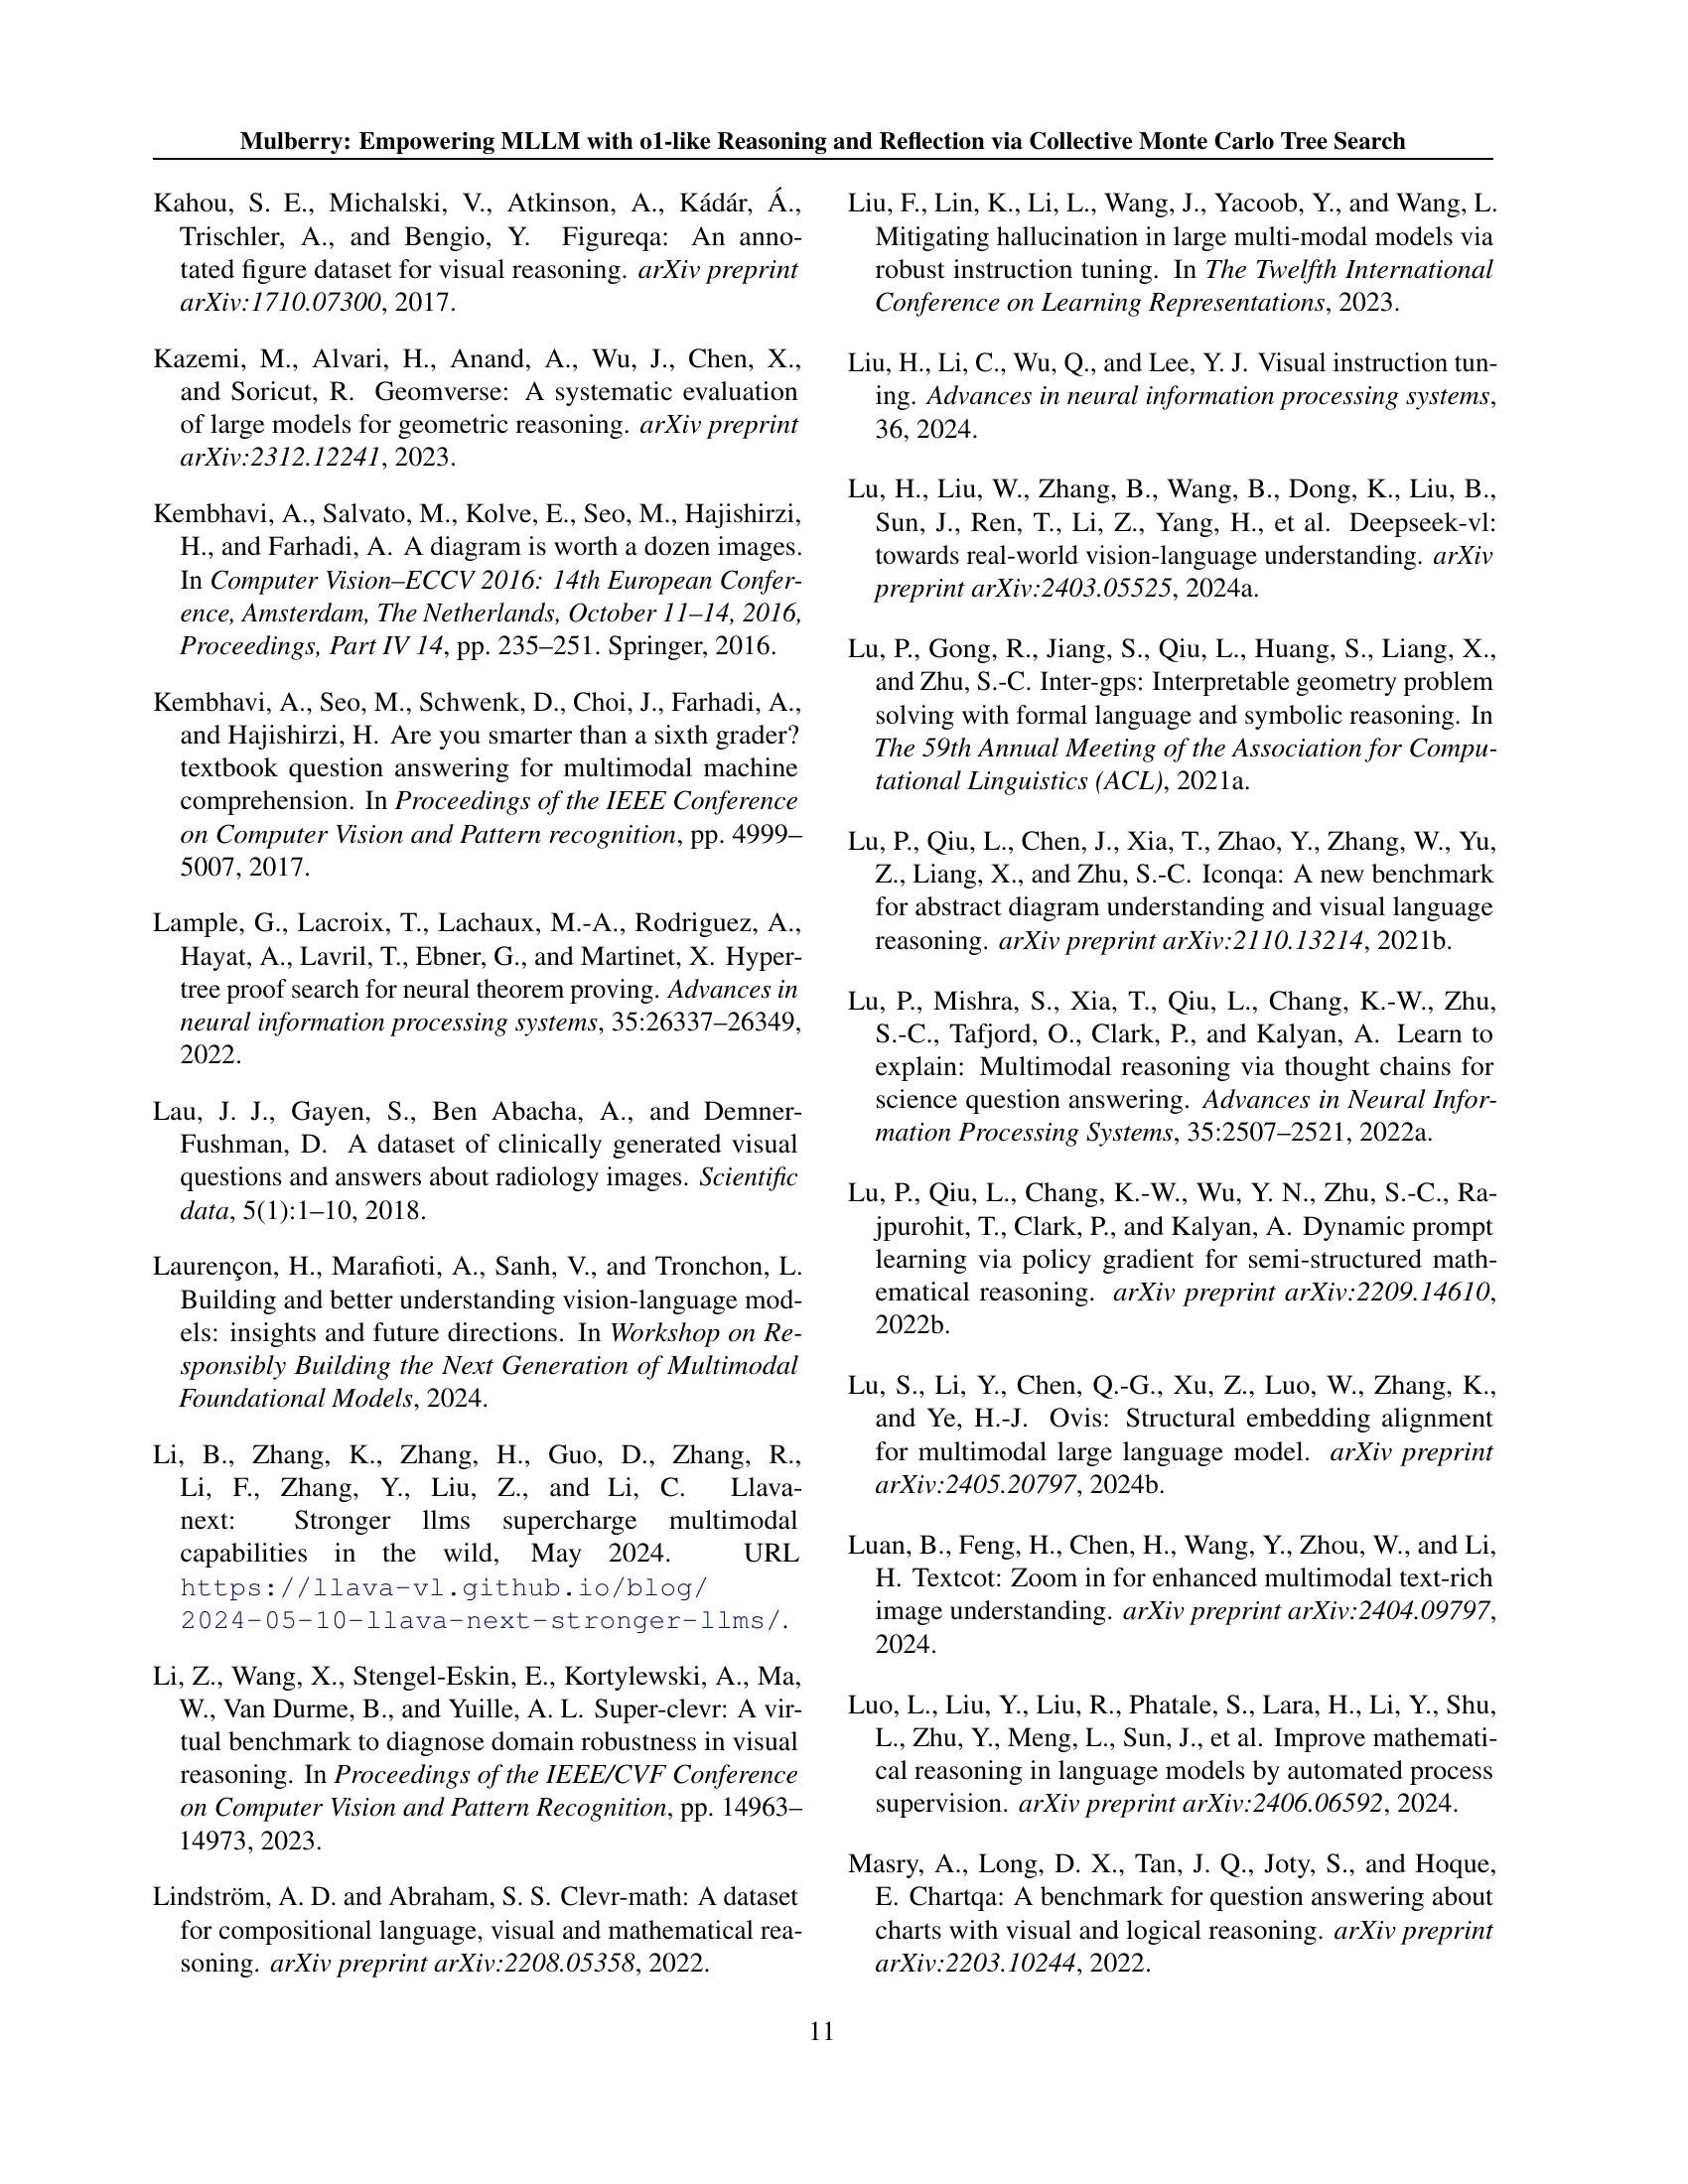 Mulberry: Empowering MLLM with o1-like Reasoning and Reflection via Collective Monte Carlo Tree Search
Kahou, S. E., Michalski, V., Atkinson, A., Kádár, Á.,
Trischler, A., and Bengio, Y. Figureqa: An anno-
tated figure dataset for visual reasoning. arXiv preprint
arXiv:1710.07300, 2017.
Kazemi, M., Alvari, H., Anand, A., Wu, J., Chen, X.,
and Soricut, R. Geomverse: A systematic evaluation
of large models for geometric reasoning. arXiv preprint
arXiv:2312.12241, 2023.
Kembhavi, A., Salvato, M., Kolve, E., Seo, M., Hajishirzi,
H., and Farhadi, A. A diagram is worth a dozen images.
In Computer Vision–ECCV 2016: 14th European Confer-
ence, Amsterdam, The Netherlands, October 11–14, 2016,
Proceedings, Part IV 14, pp. 235–251. Springer, 2016.
Kembhavi, A., Seo, M., Schwenk, D., Choi, J., Farhadi, A.,
and Hajishirzi, H. Are you smarter than a sixth grader?
textbook question answering for multimodal machine
comprehension. In Proceedings of the IEEE Conference
on Computer Vision and Pattern recognition, pp. 4999–
5007, 2017.
Lample, G., Lacroix, T., Lachaux, M.-A., Rodriguez, A.,
Hayat, A., Lavril, T., Ebner, G., and Martinet, X. Hyper-
tree proof search for neural theorem proving. Advances in
neural information processing systems, 35:26337–26349,
2022.
Lau, J. J., Gayen, S., Ben Abacha, A., and Demner-
Fushman, D. A dataset of clinically generated visual
questions and answers about radiology images. Scientific
data, 5(1):1–10, 2018.
Laurençon, H., Marafioti, A., Sanh, V., and Tronchon, L.
Building and better understanding vision-language mod-
els: insights and future directions. In Workshop on Re-
sponsibly Building the Next Generation of Multimodal
Foundational Models, 2024.
Li, B., Zhang, K., Zhang, H., Guo, D., Zhang, R.,
Li, F., Zhang, Y., Liu, Z., and Li, C. Llava-
next: Stronger llms supercharge multimodal
capabilities in the wild, May 2024. URL
https://llava-vl.github.io/blog/
2024-05-10-llava-next-stronger-llms/.
Li, Z., Wang, X., Stengel-Eskin, E., Kortylewski, A., Ma,
W., Van Durme, B., and Yuille, A. L. Super-clevr: A vir-
tual benchmark to diagnose domain robustness in visual
reasoning. In Proceedings of the IEEE/CVF Conference
on Computer Vision and Pattern Recognition, pp. 14963–
14973, 2023.
Lindström, A. D. and Abraham, S. S. Clevr-math: A dataset
for compositional language, visual and mathematical rea-
soning. arXiv preprint arXiv:2208.05358, 2022.
Liu, F., Lin, K., Li, L., Wang, J., Yacoob, Y., and Wang, L.
Mitigating hallucination in large multi-modal models via
robust instruction tuning. In The Twelfth International
Conference on Learning Representations, 2023.
Liu, H., Li, C., Wu, Q., and Lee, Y. J. Visual instruction tun-
ing. Advances in neural information processing systems,
36, 2024.
Lu, H., Liu, W., Zhang, B., Wang, B., Dong, K., Liu, B.,
Sun, J., Ren, T., Li, Z., Yang, H., et al. Deepseek-vl:
towards real-world vision-language understanding. arXiv
preprint arXiv:2403.05525, 2024a.
Lu, P., Gong, R., Jiang, S., Qiu, L., Huang, S., Liang, X.,
and Zhu, S.-C. Inter-gps: Interpretable geometry problem
solving with formal language and symbolic reasoning. In
The 59th Annual Meeting of the Association for Compu-
tational Linguistics (ACL), 2021a.
Lu, P., Qiu, L., Chen, J., Xia, T., Zhao, Y., Zhang, W., Yu,
Z., Liang, X., and Zhu, S.-C. Iconqa: A new benchmark
for abstract diagram understanding and visual language
reasoning. arXiv preprint arXiv:2110.13214, 2021b.
Lu, P., Mishra, S., Xia, T., Qiu, L., Chang, K.-W., Zhu,
S.-C., Tafjord, O., Clark, P., and Kalyan, A. Learn to
explain: Multimodal reasoning via thought chains for
science question answering. Advances in Neural Infor-
mation Processing Systems, 35:2507–2521, 2022a.
Lu, P., Qiu, L., Chang, K.-W., Wu, Y. N., Zhu, S.-C., Ra-
jpurohit, T., Clark, P., and Kalyan, A. Dynamic prompt
learning via policy gradient for semi-structured math-
ematical reasoning. arXiv preprint arXiv:2209.14610,
2022b.
Lu, S., Li, Y., Chen, Q.-G., Xu, Z., Luo, W., Zhang, K.,
and Ye, H.-J. Ovis: Structural embedding alignment
for multimodal large language model. arXiv preprint
arXiv:2405.20797, 2024b.
Luan, B., Feng, H., Chen, H., Wang, Y., Zhou, W., and Li,
H. Textcot: Zoom in for enhanced multimodal text-rich
image understanding. arXiv preprint arXiv:2404.09797,
2024.
Luo, L., Liu, Y., Liu, R., Phatale, S., Lara, H., Li, Y., Shu,
L., Zhu, Y., Meng, L., Sun, J., et al. Improve mathemati-
cal reasoning in language models by automated process
supervision. arXiv preprint arXiv:2406.06592, 2024.
Masry, A., Long, D. X., Tan, J. Q., Joty, S., and Hoque,
E. Chartqa: A benchmark for question answering about
charts with visual and logical reasoning. arXiv preprint
arXiv:2203.10244, 2022.
11